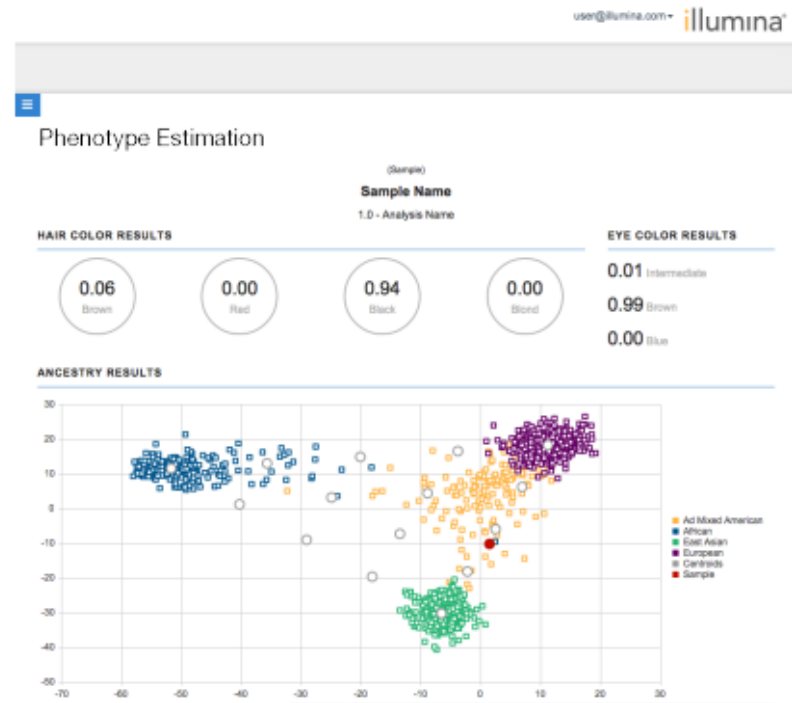 user@illumina.com
illumina®
Phenotype Estimation
(Sample)
Sample Name
1.0 - Analysis Name
HAIR COLOR RESULTS
EYE COLOR RESULTS
0.06
Brown
0.00
Red
0.94
Black
0.00
Blond
0.01 Intermediate
0.99 Brown
0.00 Blue
ANCESTRY RESULTS
30
20
10
0
-10
-20
-30
-40
-50
-70 -60 -50 -40 -30 -20 -10 0 10 20 30
Ad Mixed American
African
East Asian
European
Centroids
Sample